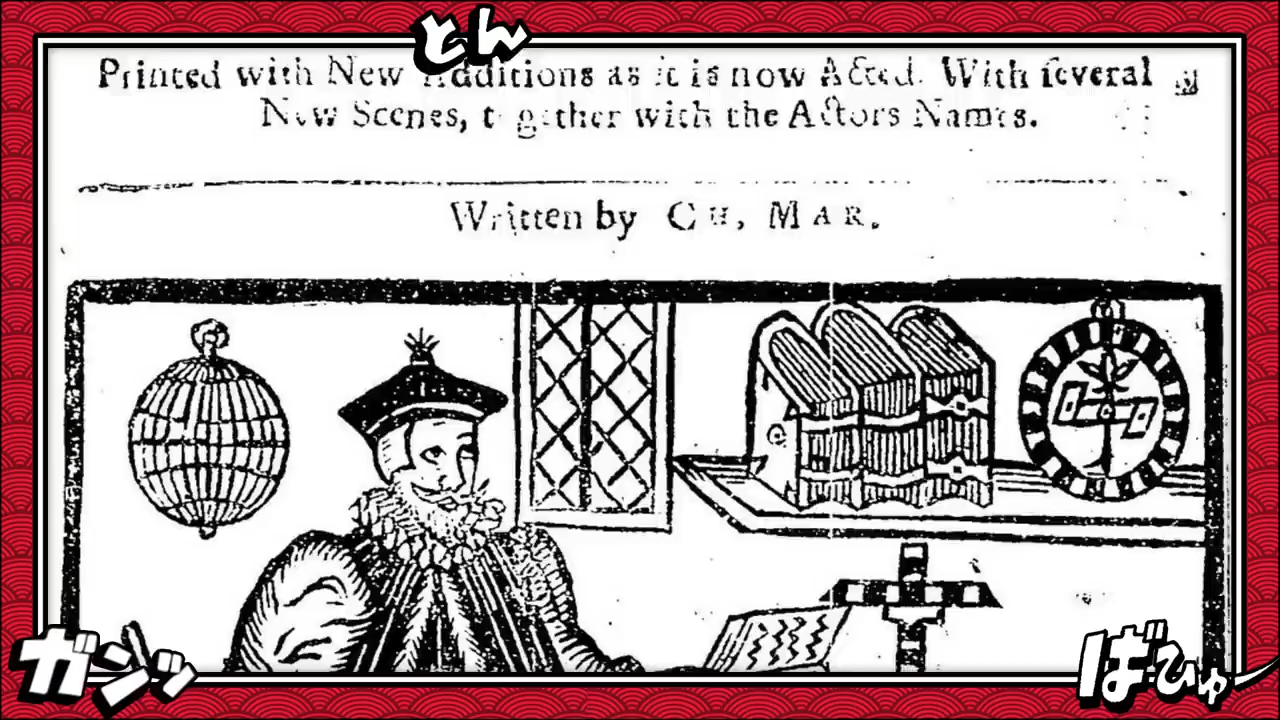 とん
Printed with New Additions as it is now Acted. With ſeveral
New Scenes, together with the Actors Names.
Written by CH, MAR.
ガンッ
ばひゅ